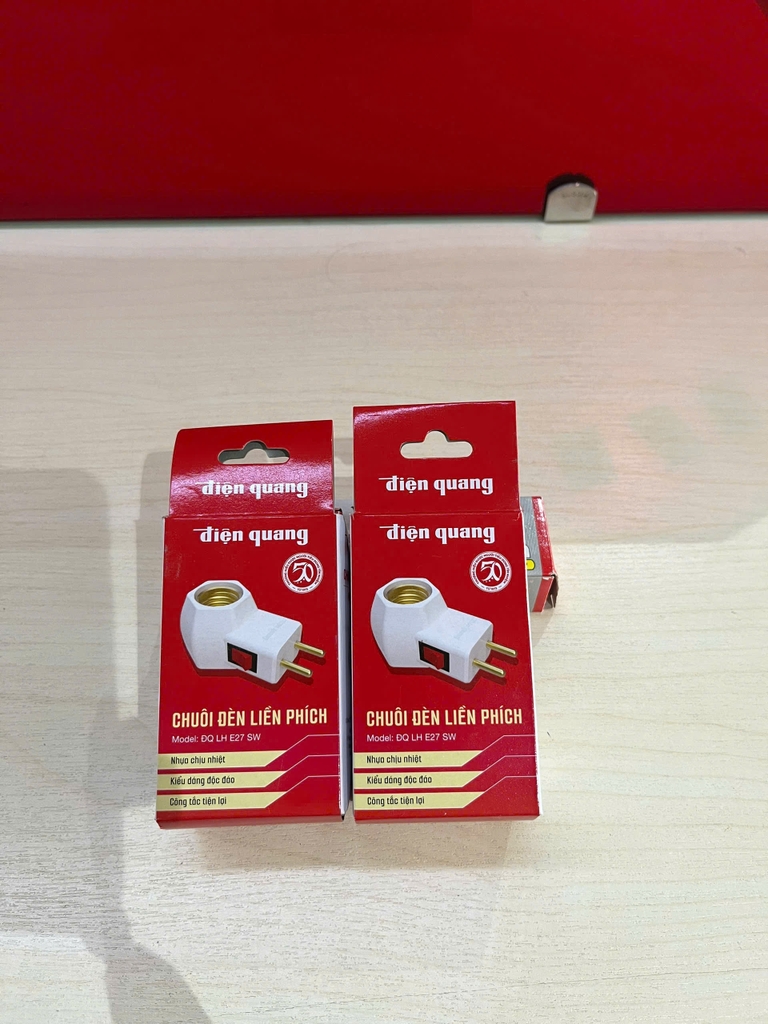 điện quang
điện quang
50
CHUÔI ĐÈN LIỀN PHÍCH
Model: ĐQ LH E27 SW
Nhựa chịu nhiệt
Kiểu dáng độc đáo
Công tắc tiện lợi
điện quang
điện quang
50
CHUÔI ĐÈN LIỀN PHÍCH
Model: ĐQ LH E27 SW
Nhựa chịu nhiệt
Kiểu dáng độc đáo
Công tắc tiện lợi